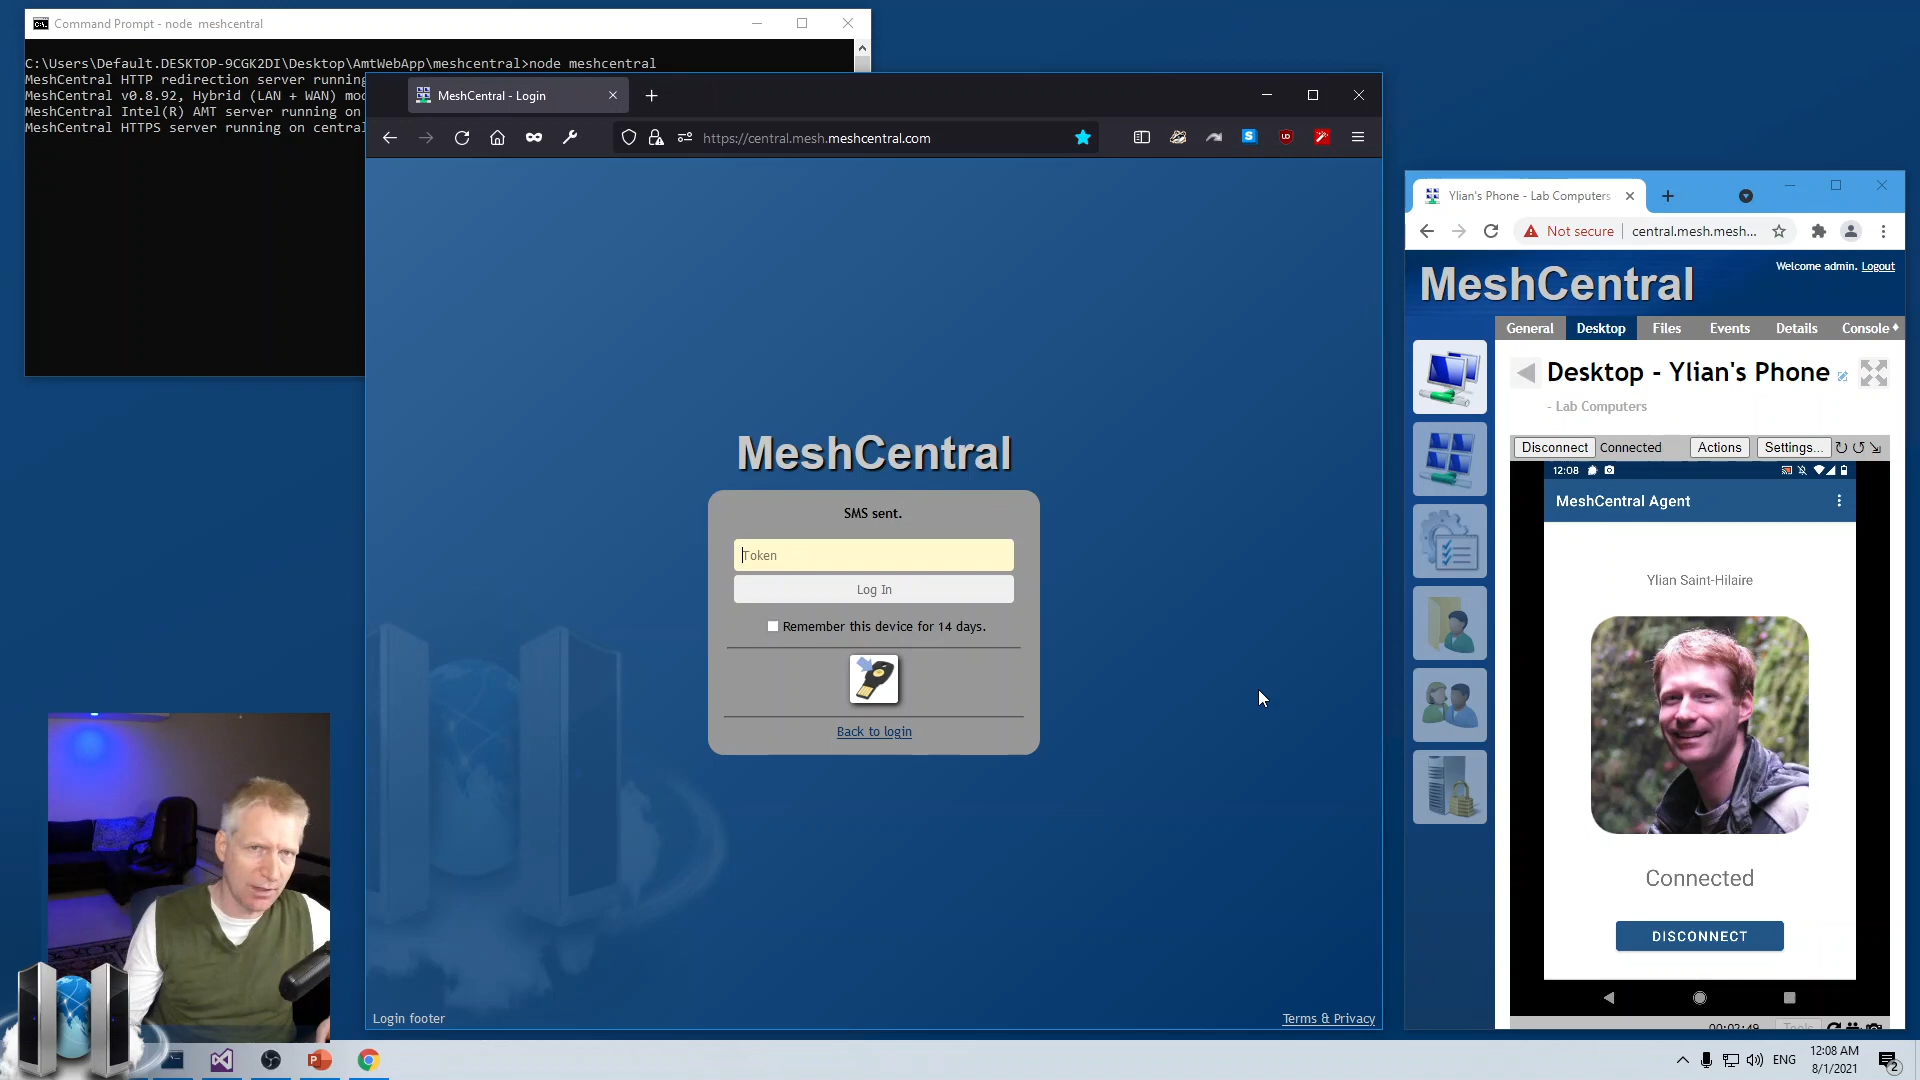 Command Prompt - node  meshcentral
C:\Users\Default.DESKTOP-9CGK2DI\Desktop\AmtWebApp\meshcentral>node meshcentral
MeshCentral HTTP redirection server running
MeshCentral v0.8.92, Hybrid (LAN + WAN) mod
MeshCentral Intel(R) AMT server running on
MeshCentral HTTPS server running on central
MeshCentral - Login
https://central.mesh.meshcentral.com
MeshCentral
SMS sent.
Token
Log In
Remember this device for 14 days.
Back to login
Login footer
Terms & Privacy
Ylian's Phone - Lab Computers
Not secure
central.mesh.mesh...
MeshCentral
Welcome admin. Logout
General Desktop Files Events Details Console
Desktop - Ylian's Phone
- Lab Computers
Disconnect Connected Actions Settings...
12:08
MeshCentral Agent
Ylian Saint-Hilaire
Connected
DISCONNECT
Tools
ENG
12:08 AM
8/1/2021
2